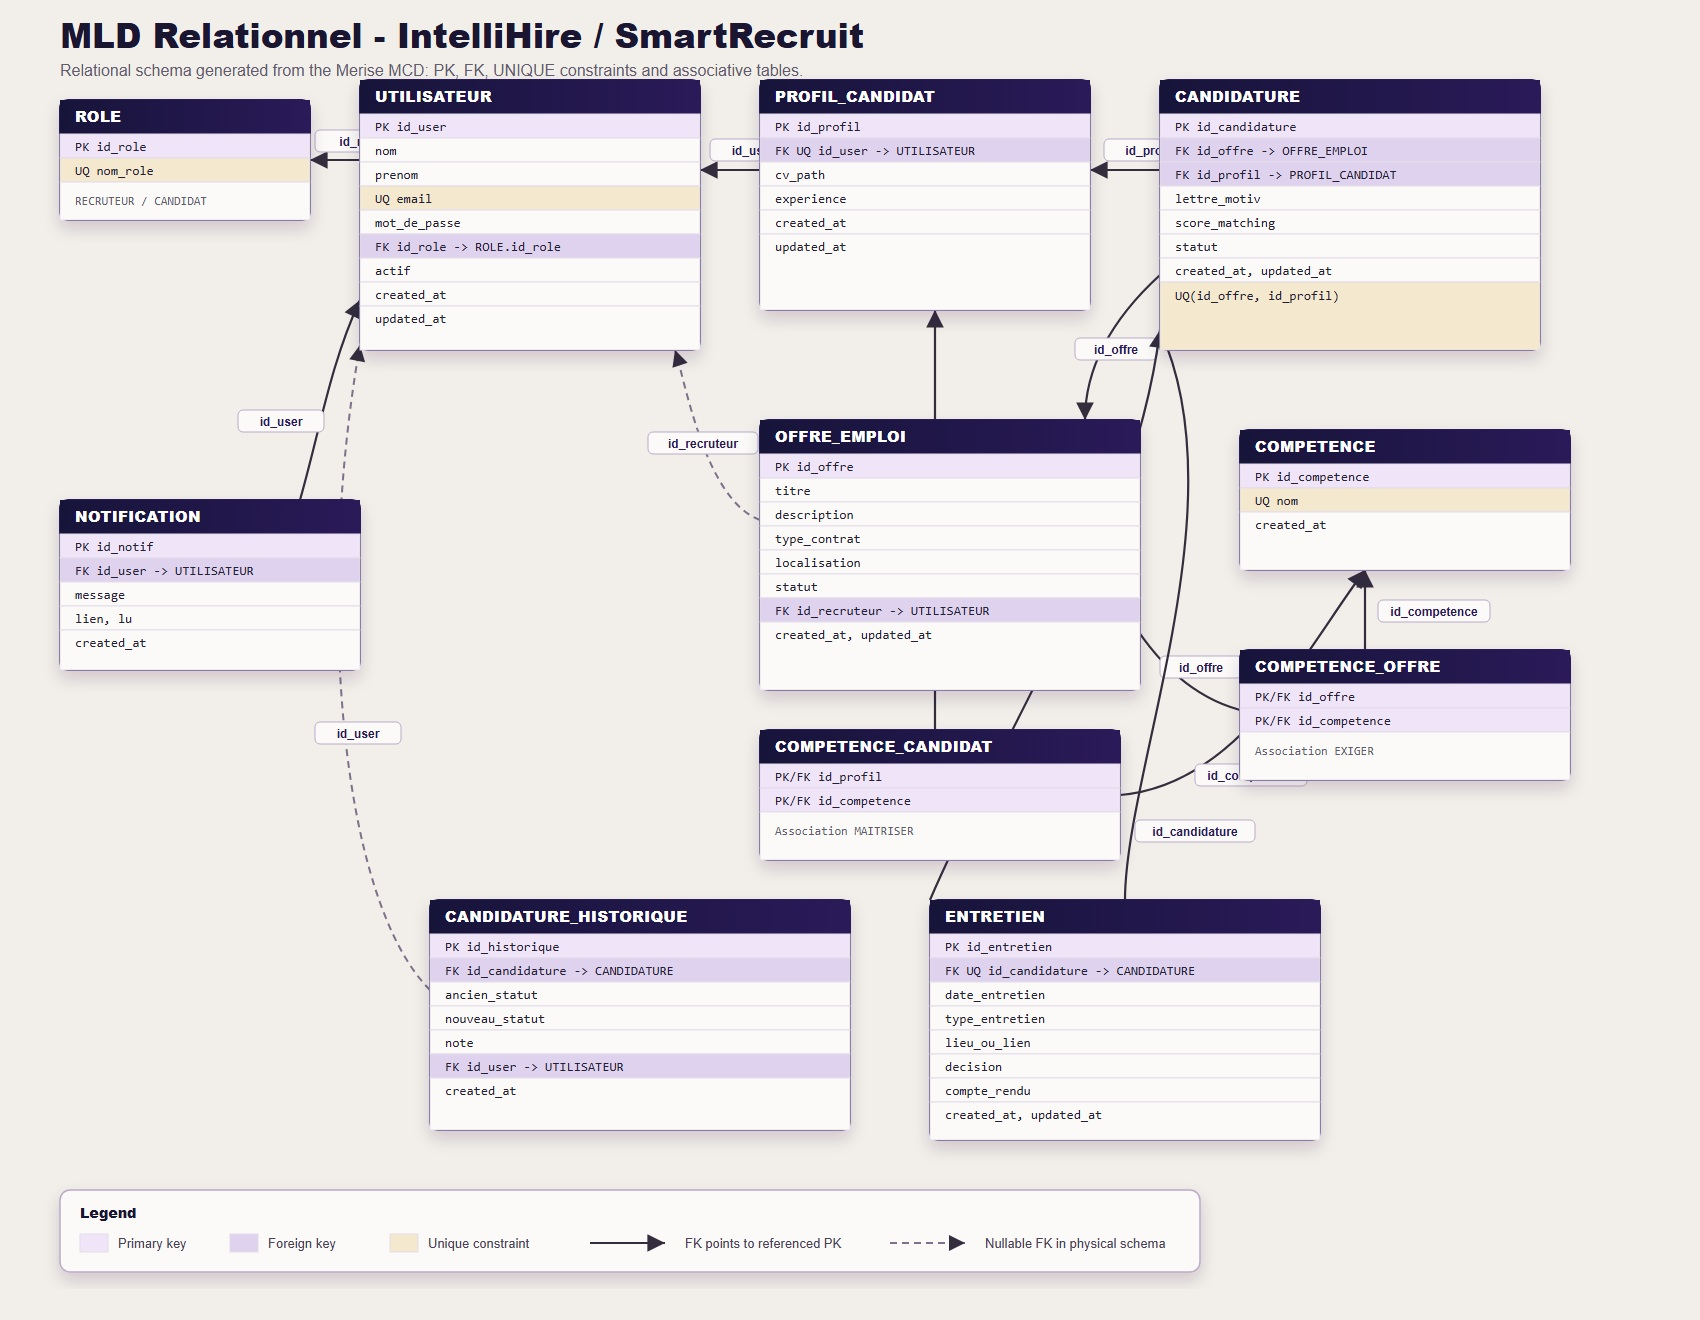 MLD Relationnel - IntelliHire / SmartRecruit
Relational schema generated from the Merise MCD: PK, FK, UNIQUE constraints and associative tables.
ROLE
PK id_role
UQ nom_role
RECRUTEUR / CANDIDAT
UTILISATEUR
PK id_user
nom
prenom
UQ email
mot_de_passe
FK id_role -> ROLE.id_role
actif
created_at
updated_at
PROFIL_CANDIDAT
PK id_profil
FK UQ id_user -> UTILISATEUR
cv_path
experience
created_at
updated_at
CANDIDATURE
PK id_candidature
FK id_offre -> OFFRE_EMPLOI
FK id_profil -> PROFIL_CANDIDAT
lettre_motiv
score_matching
statut
created_at, updated_at
UQ(id_offre, id_profil)
id_offre
id_user
id_recruteur
NOTIFICATION
PK id_notif
FK id_user -> UTILISATEUR
message
lien, lu
created_at
OFFRE_EMPLOI
PK id_offre
titre
description
type_contrat
localisation
statut
FK id_recruteur -> UTILISATEUR
created_at, updated_at
COMPETENCE
PK id_competence
UQ nom
created_at
id_competence
id_offre
COMPETENCE_OFFRE
PK/FK id_offre
PK/FK id_competence
Association EXIGER
id_user
COMPETENCE_CANDIDAT
PK/FK id_profil
PK/FK id_competence
Association MAITRISER
id_candidature
CANDIDATURE_HISTORIQUE
PK id_historique
FK id_candidature -> CANDIDATURE
ancien_statut
nouveau_statut
note
FK id_user -> UTILISATEUR
created_at
ENTRETIEN
PK id_entretien
FK UQ id_candidature -> CANDIDATURE
date_entretien
type_entretien
lieu_ou_lien
decision
compte_rendu
created_at, updated_at
Legend
Primary key
Foreign key
Unique constraint
FK points to referenced PK
Nullable FK in physical schema